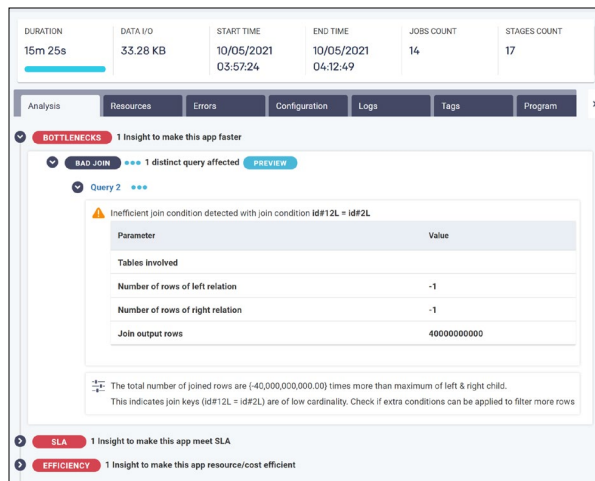 DURATION DATA I/O START TIME END TIME JOBS COUNT STAGES COUNT
15m 25s 33.28 KB 10/05/2021 10/05/2021 14 17
03:57:24 04:12:49
Analysis Resources Errors Configuration Logs Tags Program
BOTTLENECKS 1 Insight to make this app faster
BAD JOIN 1 distinct query affected PREVIEW
Query 2
Inefficient join condition detected with join condition id#12L = id#2L
Parameter Value
Tables involved
Number of rows of left relation -1
Number of rows of right relation -1
Join output rows 40000000000
The total number of joined rows are {-40,000,000,000.00} times more than maximum of left & right child.
This indicates join keys (id#12L = id#2L) are of low cardinality. Check if extra conditions can be applied to filter more rows
SLA 1 Insight to make this app meet SLA
EFFICIENCY 1 Insight to make this app resource/cost efficient